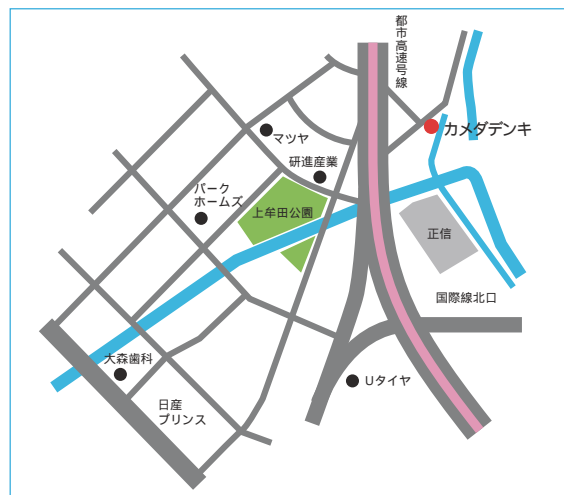 都市高速号線
カメダデンキ
マツヤ
研進産業
パーク
ホームズ
上牟田公園
正信
国際線北口
大森歯科
Uタイヤ
日産
プリンス